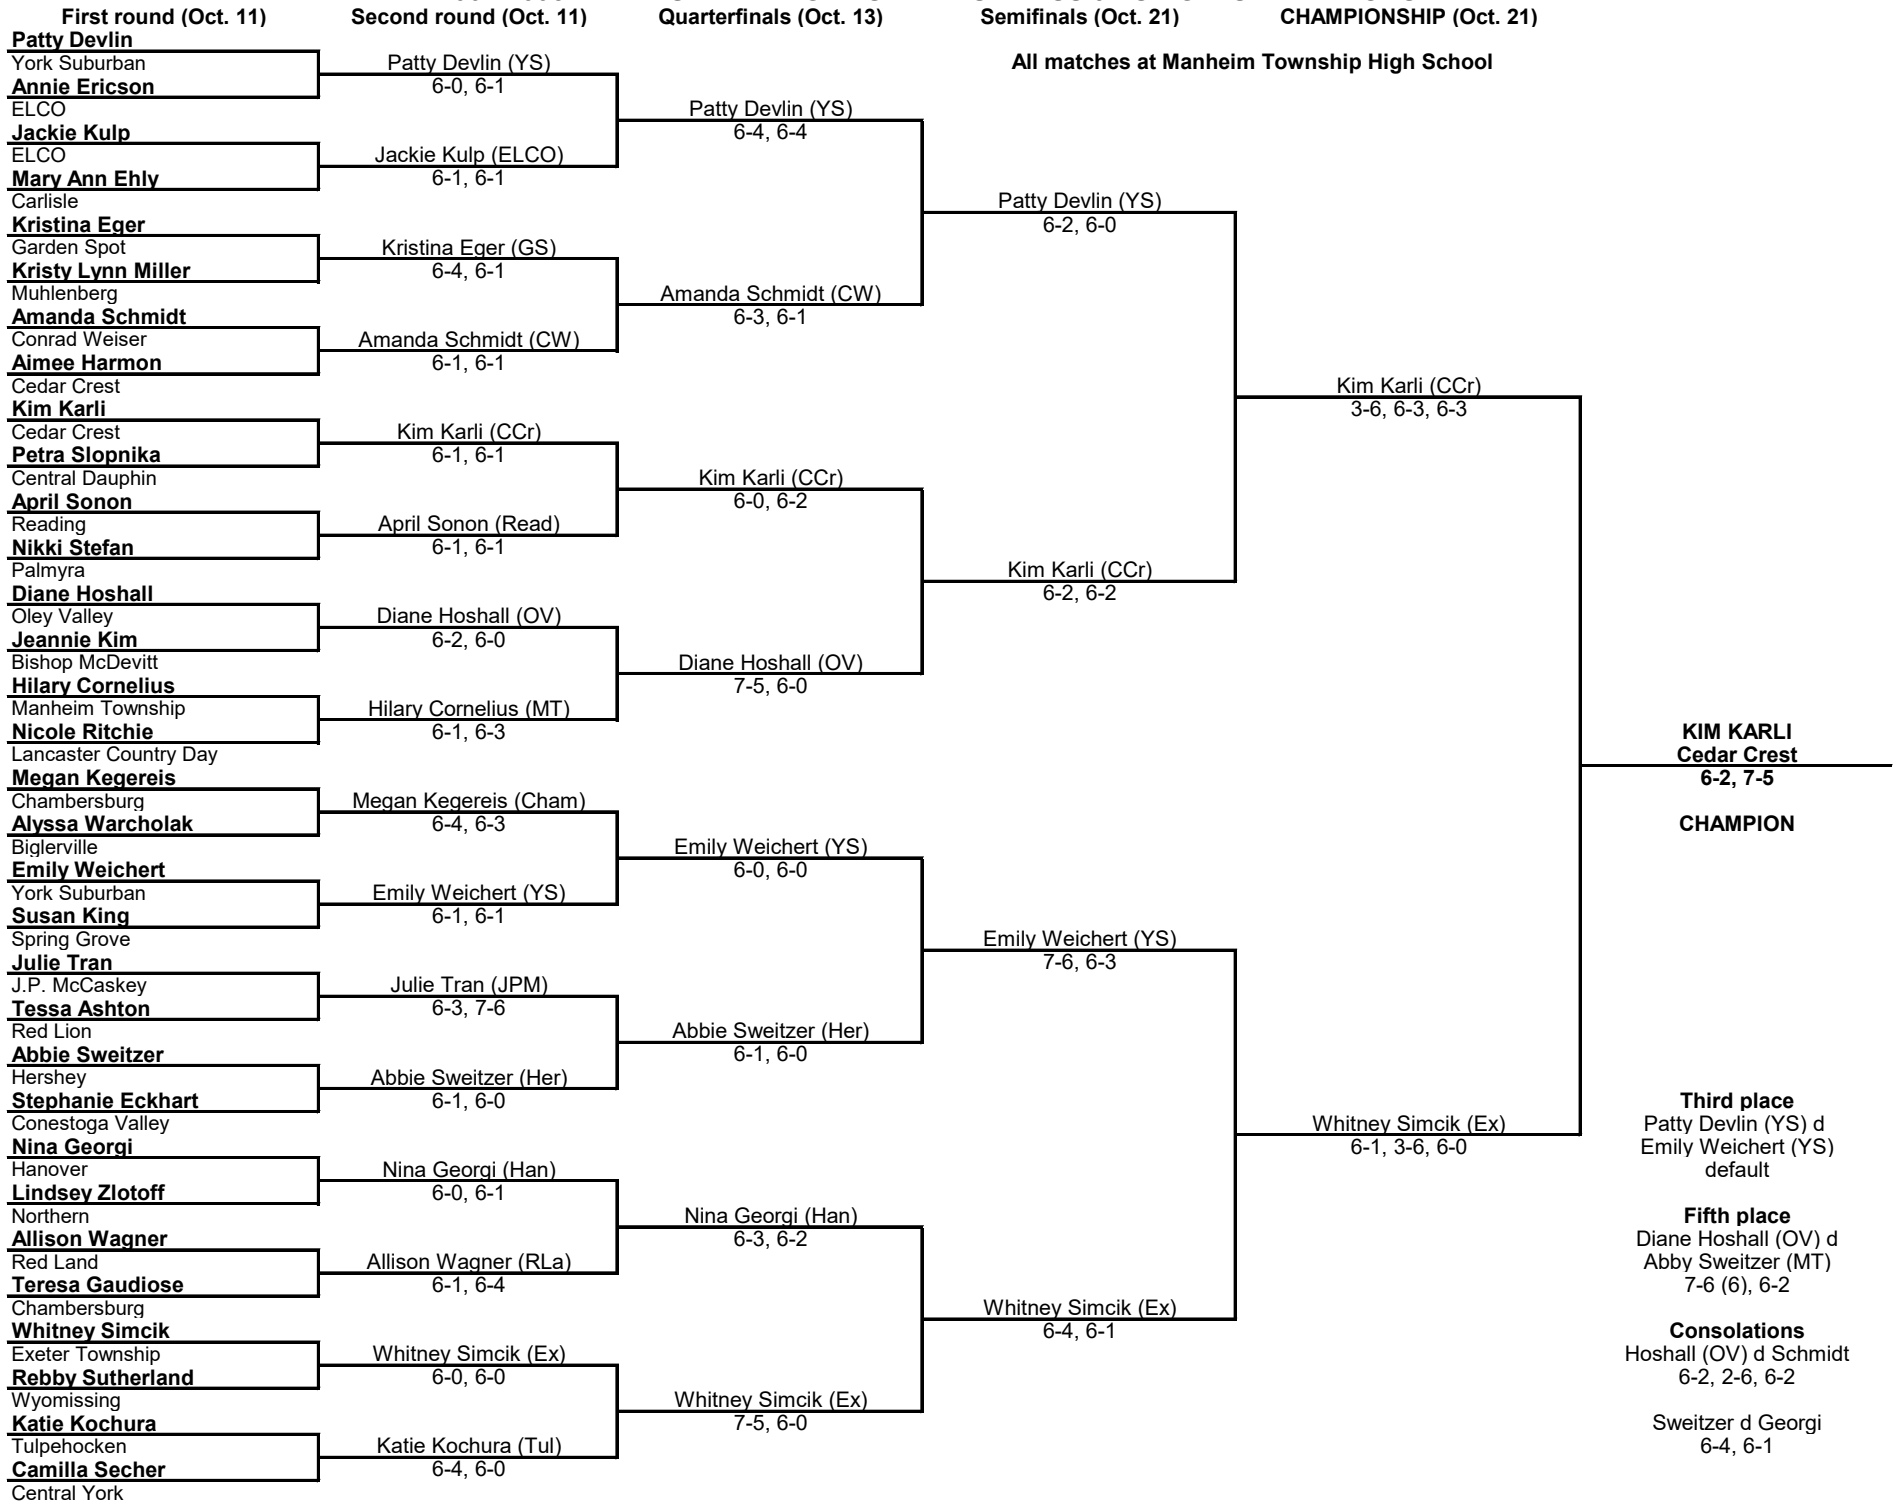 First round (Oct. 11)
Second round (Oct. 11)
Quarterfinals (Oct. 13)
Semifinals (Oct. 21)
CHAMPIONSHIP (Oct. 21)
All matches at Manheim Township High School
Patty Devlin
York Suburban
Annie Ericson
ELCO
Jackie Kulp
ELCO
Mary Ann Ehly
Carlisle
Kristina Eger
Garden Spot
Kristy Lynn Miller
Muhlenberg
Amanda Schmidt
Conrad Weiser
Aimee Harmon
Cedar Crest
Kim Karli
Cedar Crest
Petra Slopnika
Central Dauphin
April Sonon
Reading
Nikki Stefan
Palmyra
Diane Hoshall
Oley Valley
Jeannie Kim
Bishop McDevitt
Hilary Cornelius
Manheim Township
Nicole Ritchie
Lancaster Country Day
Megan Kegereis
Chambersburg
Alyssa Warcholak
Biglerville
Emily Weichert
York Suburban
Susan King
Spring Grove
Julie Tran
J.P. McCaskey
Tessa Ashton
Red Lion
Abbie Sweitzer
Hershey
Stephanie Eckhart
Conestoga Valley
Nina Georgi
Hanover
Lindsey Zlotoff
Northern
Allison Wagner
Red Land
Teresa Gaudiose
Chambersburg
Whitney Simcik
Exeter Township
Rebby Sutherland
Wyomissing
Katie Kochura
Tulpehocken
Camilla Secher
Central York
Patty Devlin (YS)
6-0, 6-1
Jackie Kulp (ELCO)
6-1, 6-1
Kristina Eger (GS)
6-4, 6-1
Amanda Schmidt (CW)
6-1, 6-1
Kim Karli (CCr)
6-1, 6-1
April Sonon (Read)
6-1, 6-1
Diane Hoshall (OV)
6-2, 6-0
Hilary Cornelius (MT)
6-1, 6-3
Megan Kegereis (Cham)
6-4, 6-3
Emily Weichert (YS)
6-1, 6-1
Julie Tran (JPM)
6-3, 7-6
Abbie Sweitzer (Her)
6-1, 6-0
Nina Georgi (Han)
6-0, 6-1
Allison Wagner (RLa)
6-1, 6-4
Whitney Simcik (Ex)
6-0, 6-0
Katie Kochura (Tul)
6-4, 6-0
Patty Devlin (YS)
6-4, 6-4
Amanda Schmidt (CW)
6-3, 6-1
Kim Karli (CCr)
6-0, 6-2
Diane Hoshall (OV)
7-5, 6-0
Emily Weichert (YS)
6-0, 6-0
Abbie Sweitzer (Her)
6-1, 6-0
Nina Georgi (Han)
6-3, 6-2
Whitney Simcik (Ex)
7-5, 6-0
Patty Devlin (YS)
6-2, 6-0
Kim Karli (CCr)
6-2, 6-2
Emily Weichert (YS)
7-6, 6-3
Whitney Simcik (Ex)
6-4, 6-1
Kim Karli (CCr)
3-6, 6-3, 6-3
Whitney Simcik (Ex)
6-1, 3-6, 6-0
KIM KARLI
Cedar Crest
6-2, 7-5
CHAMPION
Third place
Patty Devlin (YS) d
Emily Weichert (YS)
default
Fifth place
Diane Hoshall (OV) d
Abby Sweitzer (MT)
7-6 (6), 6-2
Consolations
Hoshall (OV) d Schmidt
6-2, 2-6, 6-2
Sweitzer d Georgi
6-4, 6-1